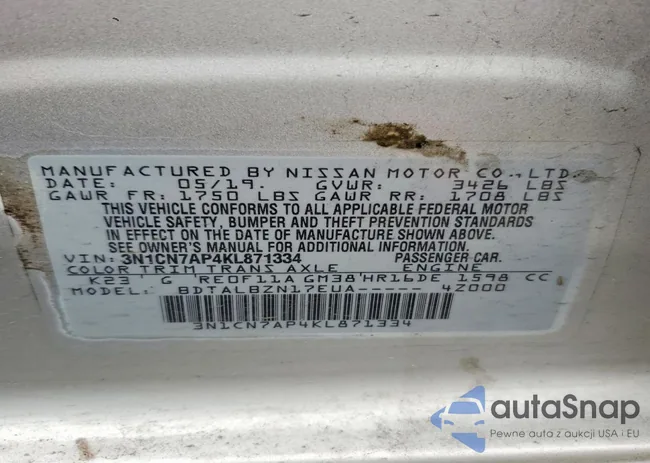 MANUFACTURED BY NISSAN MOTOR CO., LTD.
DATE: 05/19. GVWR: 3426 LBS
GAWR FR: 1750 LBS GAWR RR: 1708 LBS
THIS VEHICLE CONFORMS TO ALL APPLICABLE FEDERAL MOTOR
VEHICLE SAFETY, BUMPER AND THEFT PREVENTION STANDARDS
IN EFFECT ON THE DATE OF MANUFACTURE SHOWN ABOVE.
SEE OWNER'S MANUAL FOR ADDITIONAL INFORMATION
VIN: 3N1CN7AP4KL871334 PASSENGER CAR.
COLOR TRIM TRANS AXLE ENGINE
K23 G RE0F11A GM38 HR16DE 1598 CC
MODEL: BDTALBZN17EUA----- 4Z000
3N1CN7AP4KL871334
autaSnap
Pewne auta z aukcji USA i EU